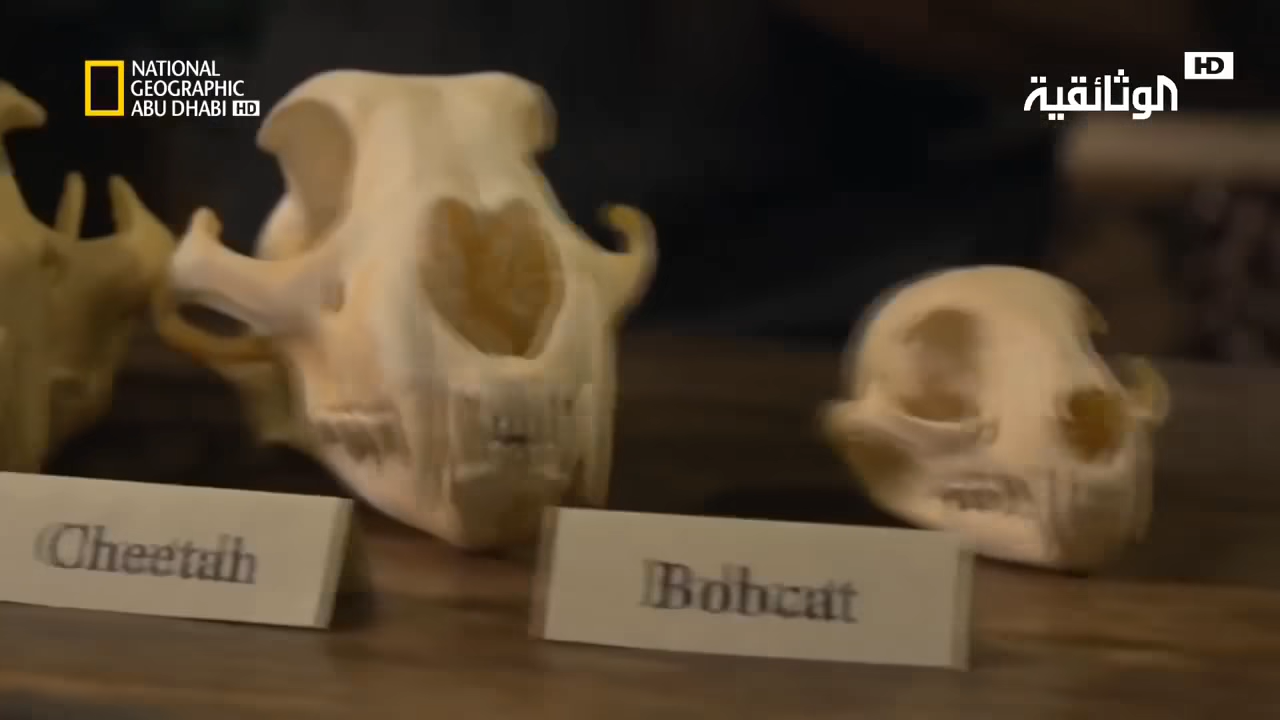 NATIONAL
GEOGRAPHIC
ABU DHABI HD
HD
الوثائقية
Cheetah
Bobcat